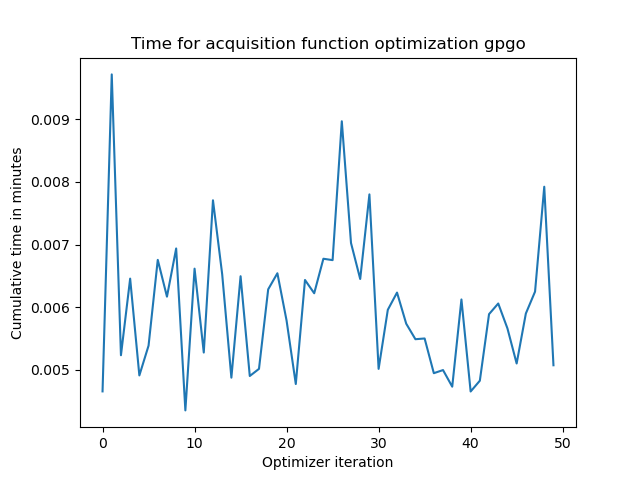 Time for acquisition function optimization gpgo
Cumulative time in minutes
0.009
0.008
0.007
0.006
0.005
0 10 20 30 40 50
Optimizer iteration